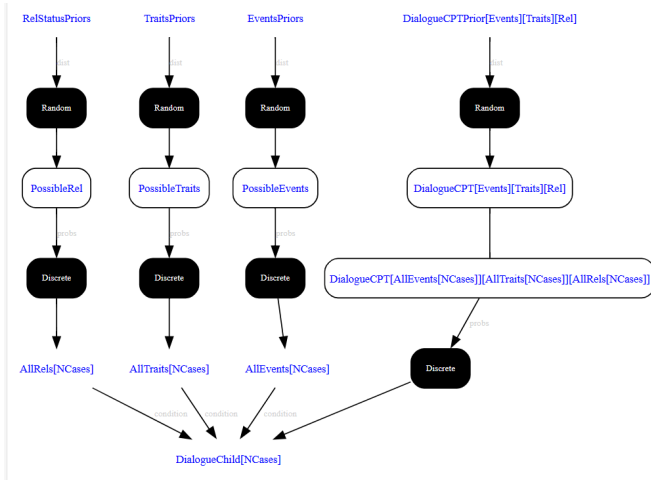 RelStatusPriors TraitsPriors EventsPriors DialogueCPTPrior[Events][Traits][Rel]
dist dist dist dist
Random Random Random Random
PossibleRel PossibleTraits PossibleEvents DialogueCPT[Events][Traits][Rel]
probs probs probs
Discrete Discrete Discrete DialogueCPT[AllEvents[NCases]][AllTraits[NCases]][AllRels[NCases]]
probs
AllRels[NCases] AllTraits[NCases] AllEvents[NCases] Discrete
condition condition condition
DialogueChild[NCases]